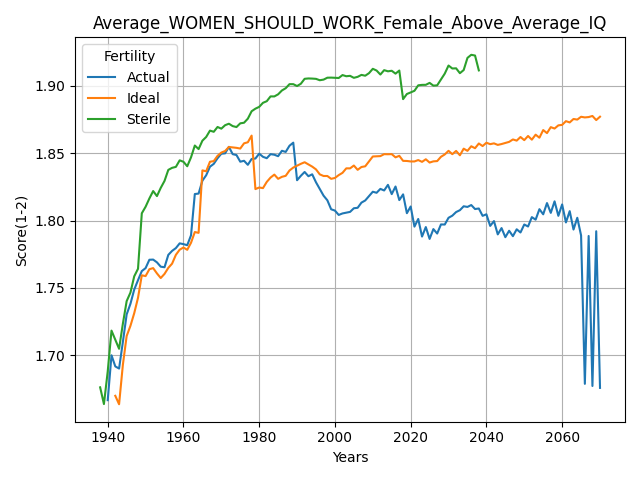 Average_WOMEN_SHOULD_WORK_Female_Above_Average_IQ
Fertility
Actual
Ideal
Sterile
Score(1-2)
1.90
1.85
1.80
1.75
1.70
1940 1960 1980 2000 2020 2040 2060
Years